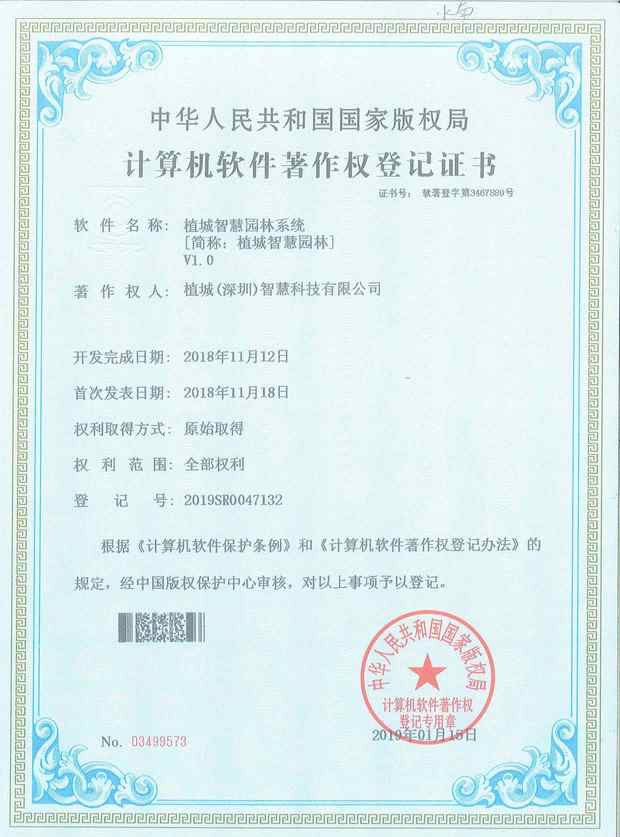 中华人民共和国国家版权局
计算机软件著作权登记证书
证书号： 软著登字第3467889号
软件名称： 植城智慧园林系统
[简称：植城智慧园林]
V1.0
著作权人： 植城(深圳)智慧科技有限公司
开发完成日期： 2018年11月12日
首次发表日期： 2018年11月18日
权利取得方式： 原始取得
权利范围： 全部权利
登记号： 2019SR0047132
根据《计算机软件保护条例》和《计算机软件著作权登记办法》的
规定，经中国版权保护中心审核，对以上事项予以登记。
中华人民共和国国家版权局
计算机软件著作权
登记专用章
No. 03499573
2019年01月15日